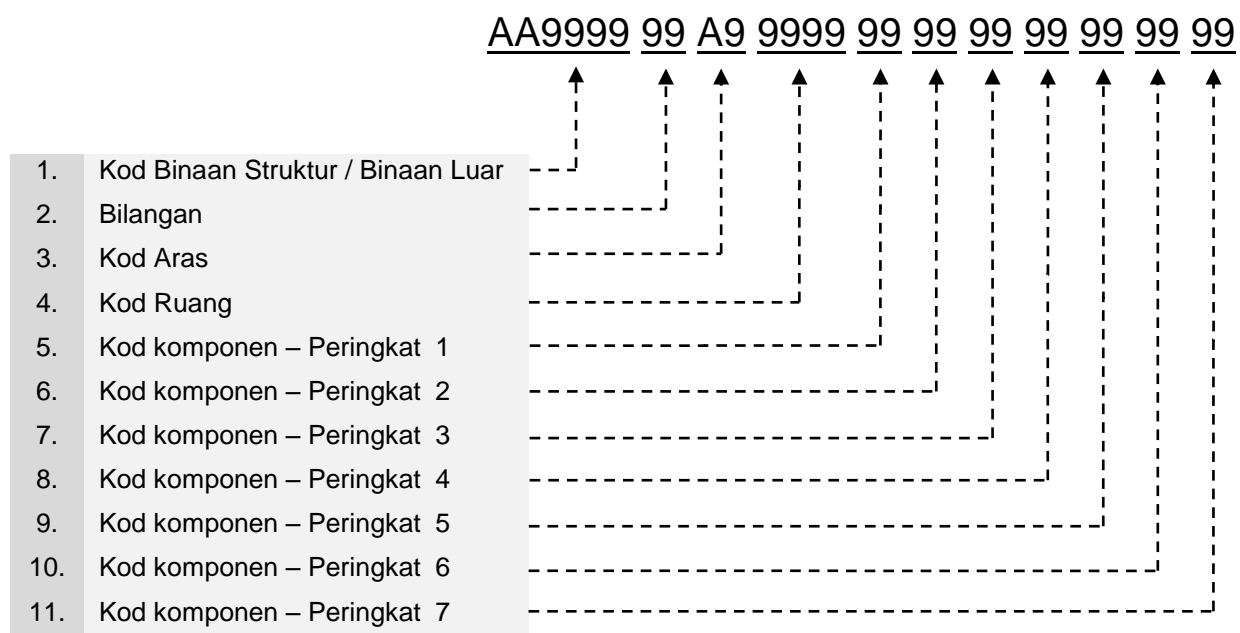 AA9999 99 A9 9999 99 99 99 99 99 99 99
1. Kod Binaan Struktur / Binaan Luar
2. Bilangan
3. Kod Aras
4. Kod Ruang
5. Kod komponen – Peringkat 1
6. Kod komponen – Peringkat 2
7. Kod komponen – Peringkat 3
8. Kod komponen – Peringkat 4
9. Kod komponen – Peringkat 5
10. Kod komponen – Peringkat 6
11. Kod komponen – Peringkat 7